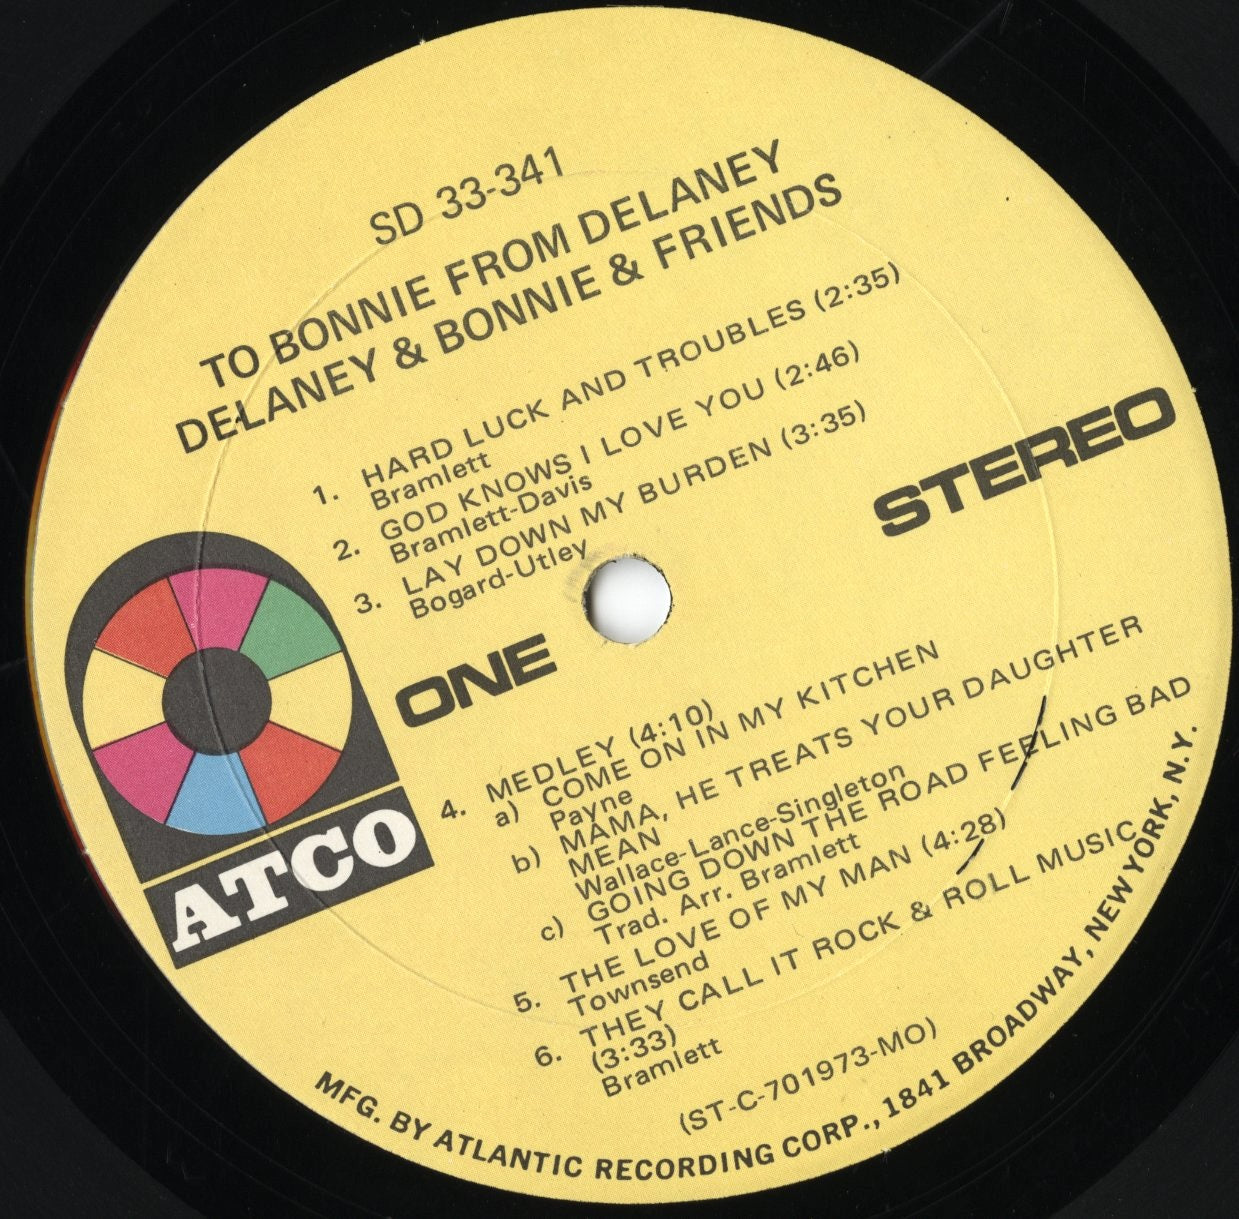 SD 33-341
TO BONNIE FROM DELANEY
DELANEY & BONNIE & FRIENDS
1. HARD LUCK AND TROUBLES (2:35)
Bramlett
2. GOD KNOWS I LOVE YOU (2:46)
Bramlett-Davis
3. LAY DOWN MY BURDEN (3:35)
Bogard-Utley
STEREO
ONE
ATCO
4. MEDLEY (4:10)
a) COME ON IN MY KITCHEN
Payne
b) MAMA, HE TREATS YOUR DAUGHTER
MEAN
Wallace-Lance-Singleton
c) GOING DOWN THE ROAD FEELING BAD
Trad. Arr. Bramlett
5. THE LOVE OF MY MAN (4:28)
Townsend
6. THEY CALL IT ROCK & ROLL MUSIC
(3:33)
Bramlett
(ST-C-701973-MO)
MFG. BY ATLANTIC RECORDING CORP., 1841 BROADWAY, NEW YORK, N.Y.